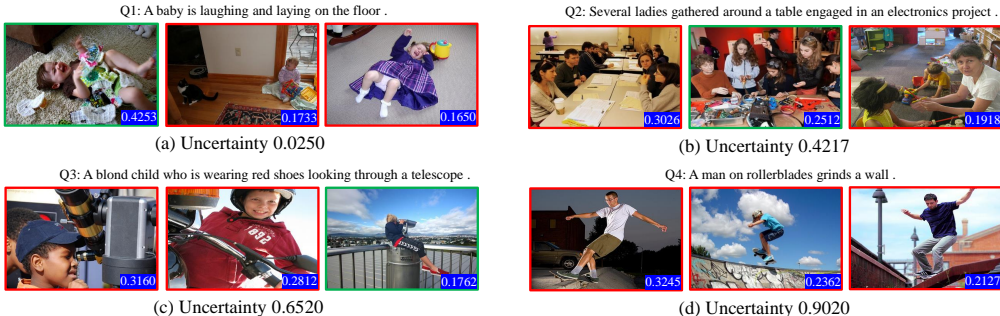 Q1: A baby is laughing and laying on the floor .
0.4253
0.1733
0.1650
(a) Uncertainty 0.0250
Q2: Several ladies gathered around a table engaged in an electronics project .
0.3026
0.2512
0.1918
(b) Uncertainty 0.4217
Q3: A blond child who is wearing red shoes looking through a telescope .
1892
0.3160
0.2812
0.1762
(c) Uncertainty 0.6520
Q4: A man on rollerblades grinds a wall .
0.3245
0.2362
0.2127
(d) Uncertainty 0.9020